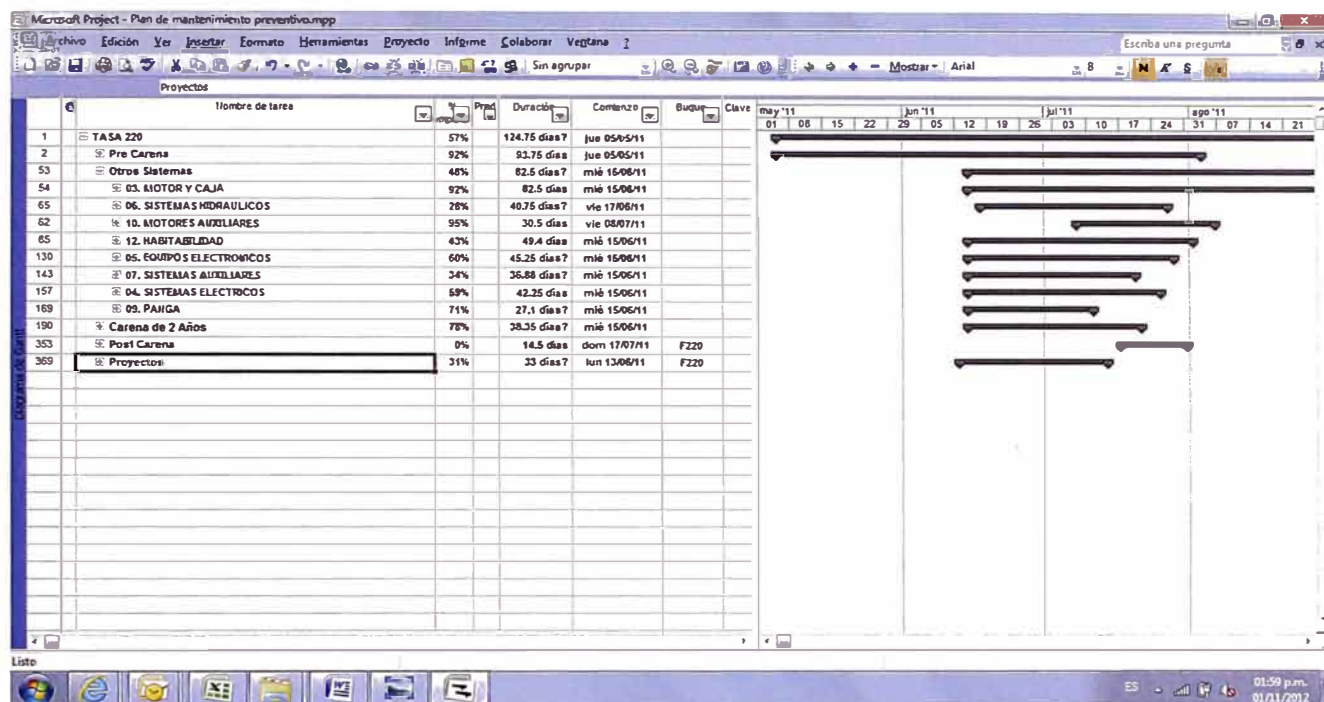 Microsoft Project - Plan de mantenimiento preventivo.mpp
Archivo Edición Ver Insertar Formato Herramientas Proyecto Informe Colaborar Ventana ? Escriba una pregunta
Sin agrupar Mostrar Arial 8 N K S
Proyectos
Nombre de tarea % Pred Duración Comienzo Buque Clave may '11 jun '11 jul '11 ago '11
01 08 15 22 29 05 12 19 26 03 10 17 24 31 07 14 21
1 TASA 220 57% 124.75 días? jue 05/05/11
2 Pre Carena 92% 93.75 días jue 05/05/11
53 Otros Sistemas 48% 82.5 días? mié 15/06/11
54 03. MOTOR Y CAJA 92% 82.5 días mié 15/06/11
65 06. SISTEMAS HIDRAULICOS 28% 40.75 días? vie 17/06/11
82 10. MOTORES AUXILIARES 95% 30.5 días vie 08/07/11
85 12. HABITABILIDAD 43% 49.4 días mié 15/06/11
130 05. EQUIPOS ELECTRONICOS 60% 45.25 días? mié 15/06/11
143 07. SISTEMAS AUXILIARES 34% 36.88 días? mié 15/06/11
157 04. SISTEMAS ELECTRICOS 59% 42.25 días? mié 15/06/11
169 09. PANGA 71% 27.1 días? mié 15/06/11
190 Carena de 2 Años 78% 38.35 días? mié 15/06/11
353 Post Carena 0% 14.5 días dom 17/07/11 F220
369 Proyectos 31% 33 días? lun 13/06/11 F220
Diagrama de Gantt
Listo
ES 01:59 p.m.
01/11/2012